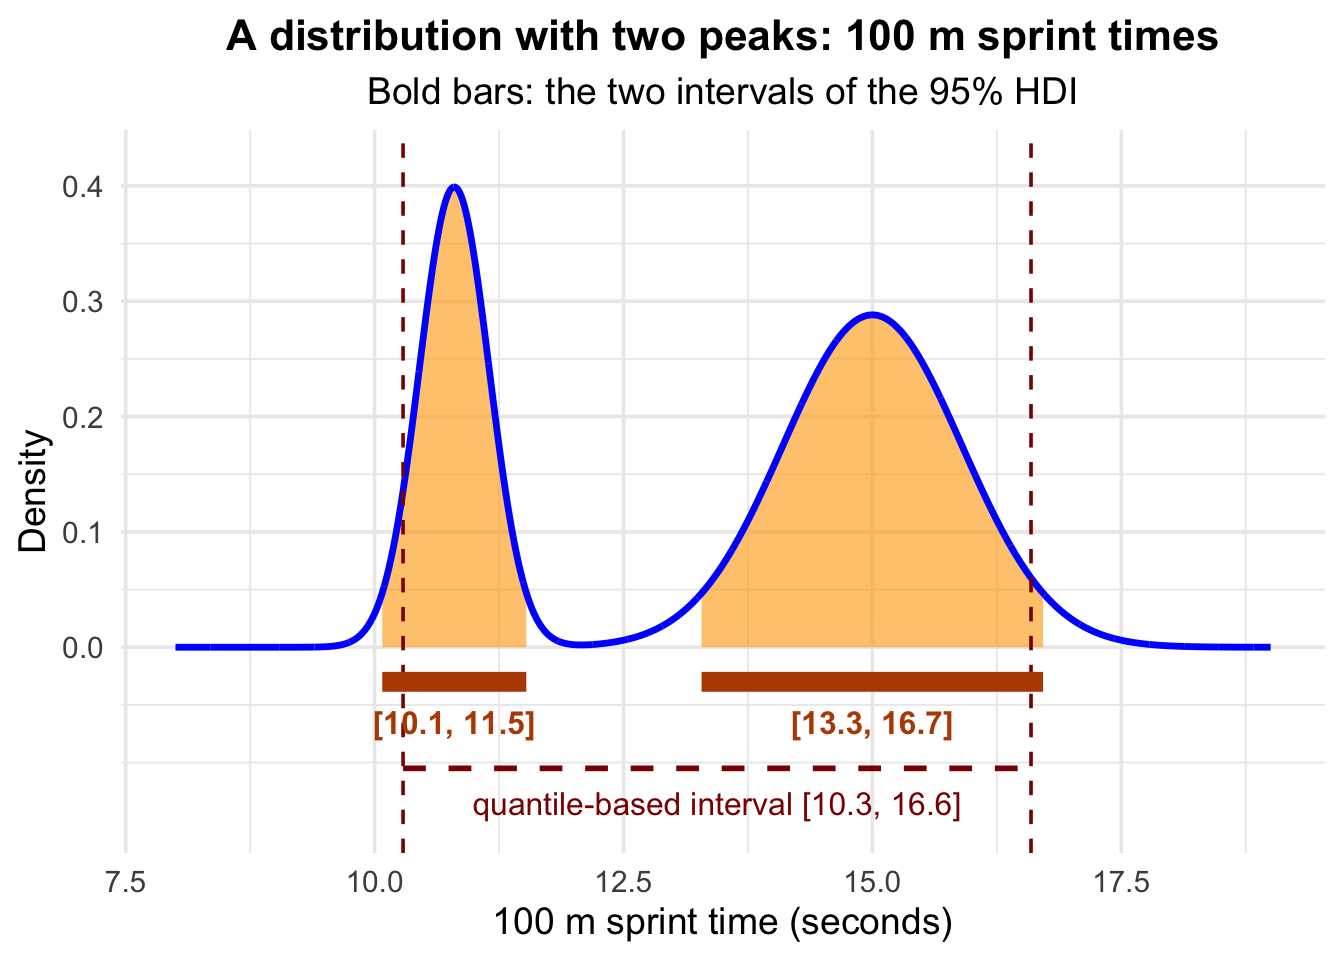 A distribution with two peaks: 100 m sprint times
Bold bars: the two intervals of the 95% HDI
0.4
0.3
0.2
0.1
0.0
Density
[10.1, 11.5]
[13.3, 16.7]
quantile-based interval [10.3, 16.6]
7.5
10.0
12.5
15.0
17.5
100 m sprint time (seconds)